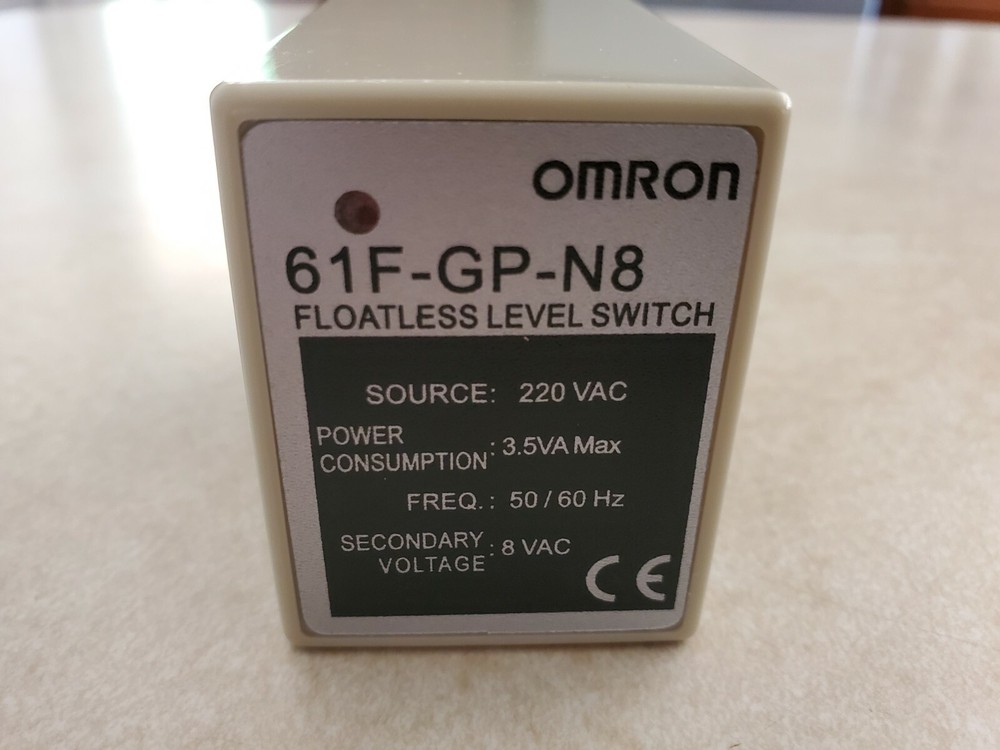 OMRON
61F-GP-N8
FLOATLESS LEVEL SWITCH
SOURCE: 220 VAC
POWER
CONSUMPTION : 3.5VA Max
FREQ. : 50 / 60 Hz
SECONDARY
VOLTAGE : 8 VAC
CE